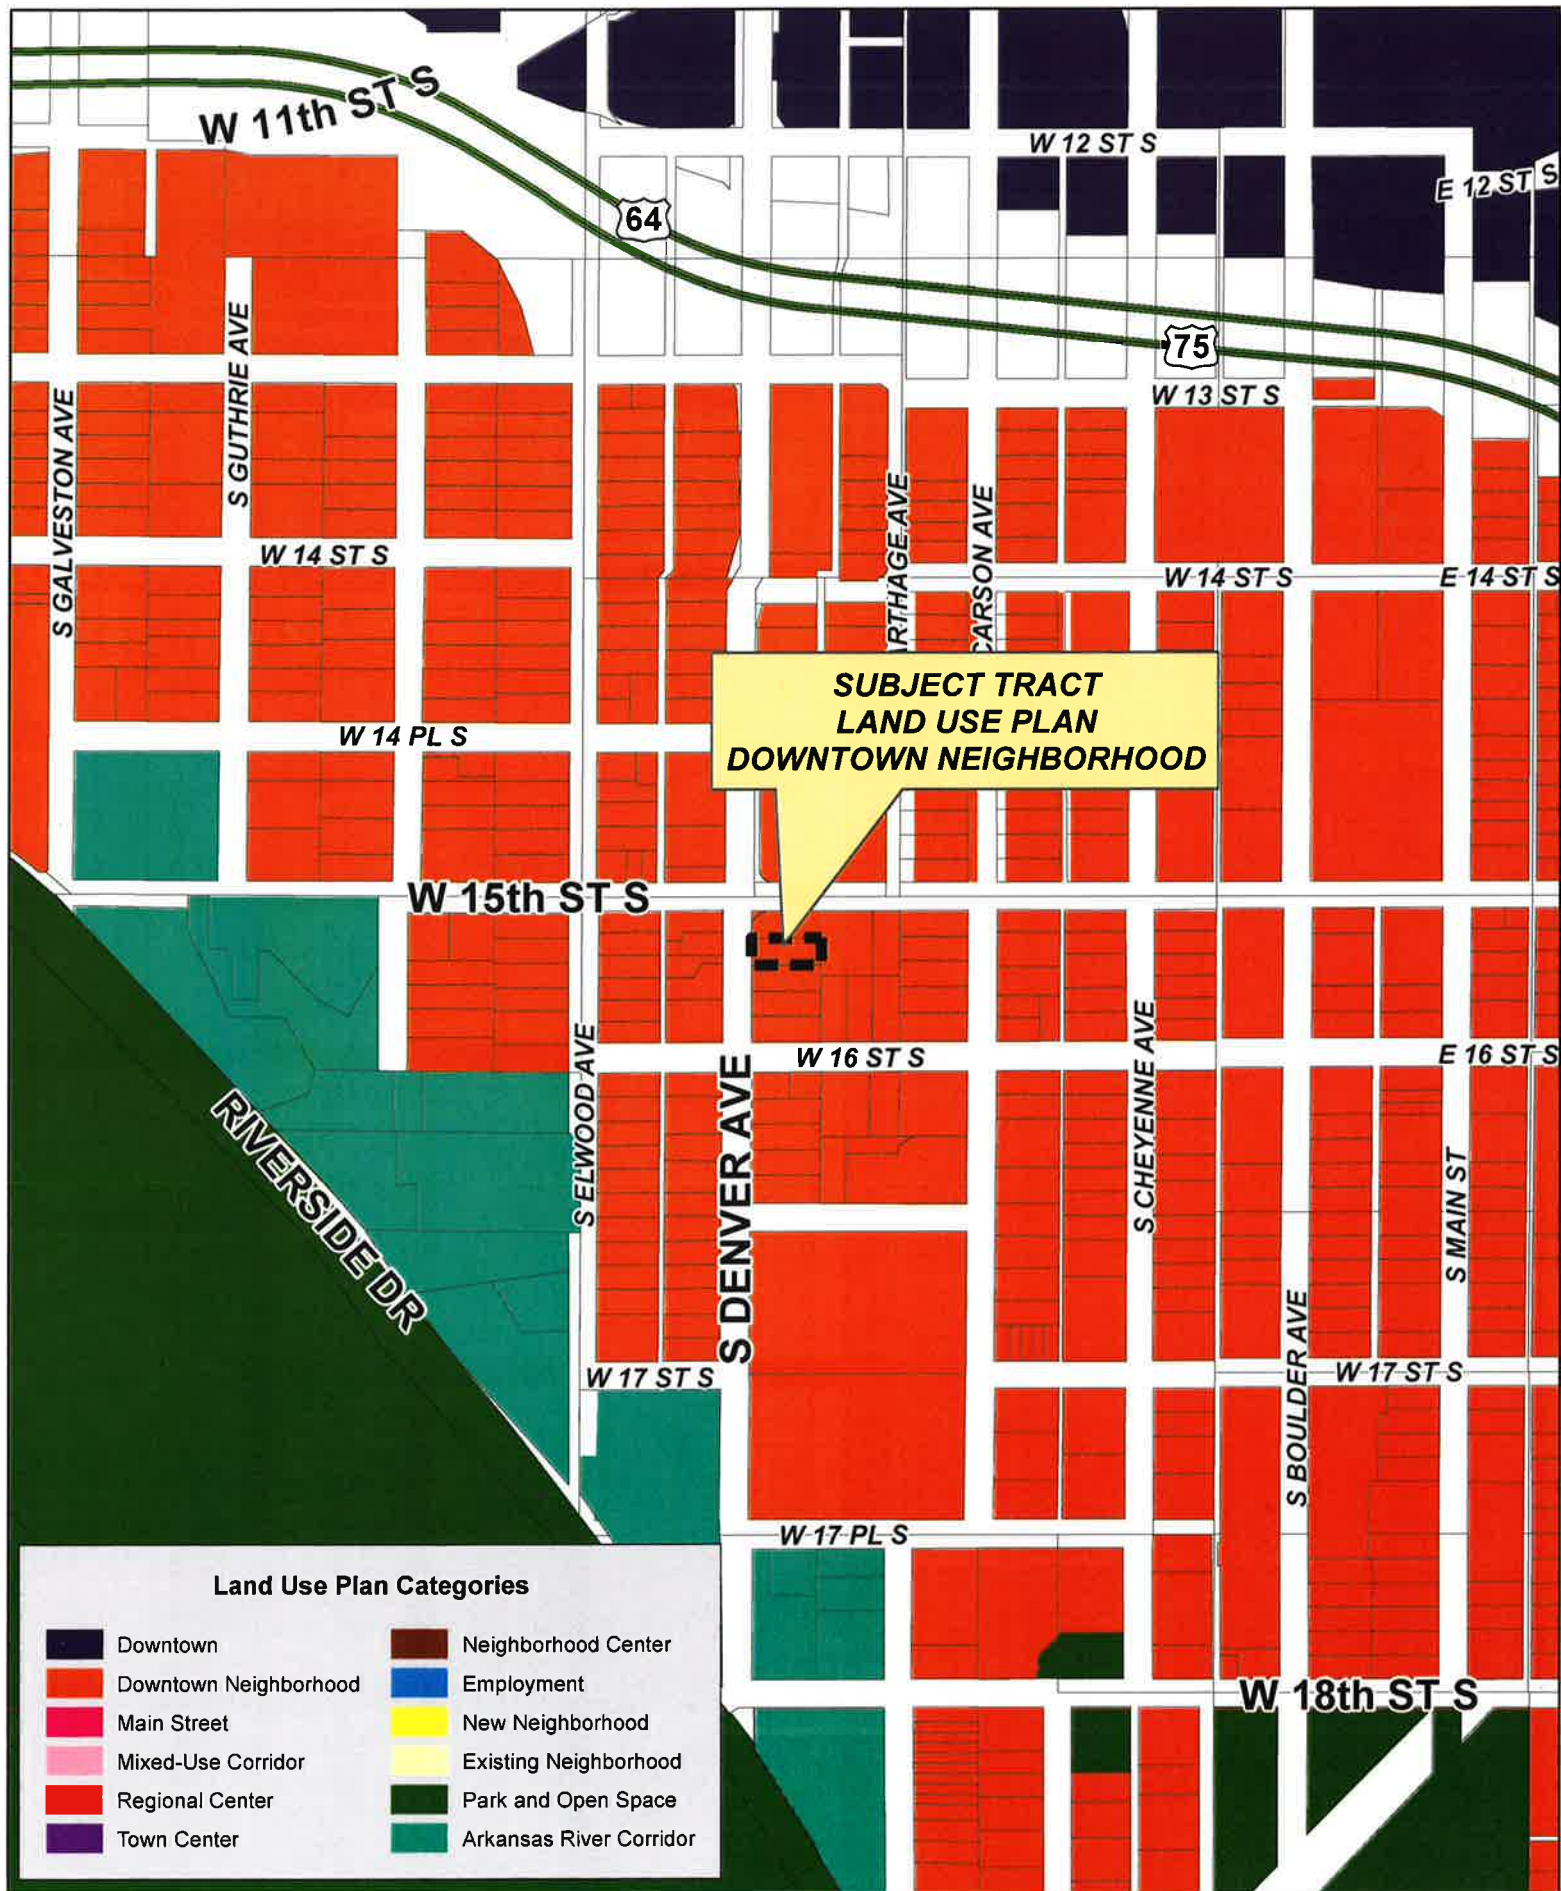 W 11th ST S
W 12 ST S
E 12 ST S
64
75
W 13 ST S
S GALVESTON AVE
S GUTHRIE AVE
W 14 ST S
ARTHAGE AVE
CARSON AVE
W 14 ST S
E 14 ST S
SUBJECT TRACT
LAND USE PLAN
DOWNTOWN NEIGHBORHOOD
W 14 PL S
W 15th ST S
S ELWOOD AVE
S DENVER AVE
W 16 ST S
S CHEYENNE AVE
E 16 ST S
RIVERSIDE DR
S MAIN ST
S BOULDER AVE
W 17 ST S
W 17 ST S
W 17 PL S
W 18th ST S
Land Use Plan Categories
Downtown
Downtown Neighborhood
Main Street
Mixed-Use Corridor
Regional Center
Town Center
Neighborhood Center
Employment
New Neighborhood
Existing Neighborhood
Park and Open Space
Arkansas River Corridor